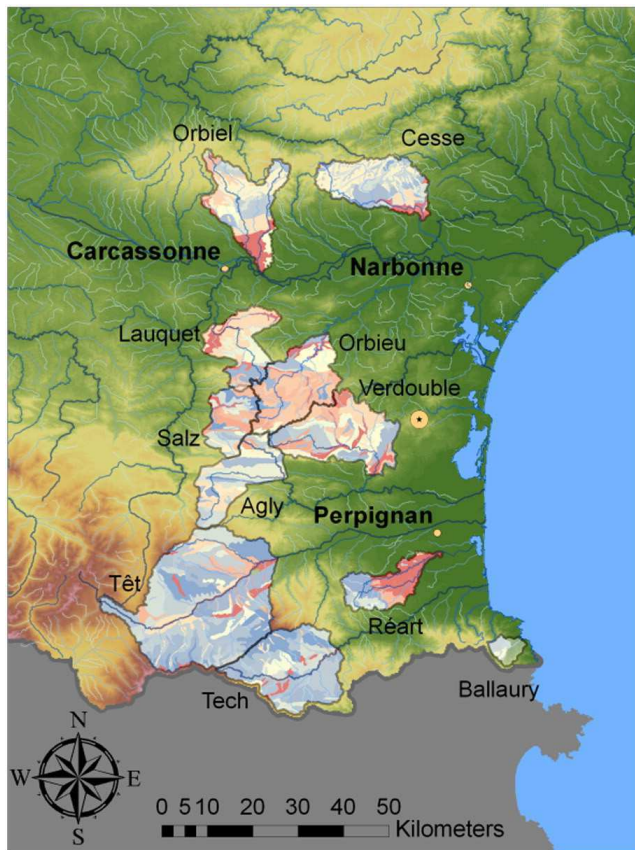 Orbiel
Cesse
Carcassonne
Narbonne
Lauquet
Orbieu
Verdouble
Salz
Agly
Perpignan
Têt
Réart
Tech
Ballaury
N
W E
S
0 5 10 20 30 40 50
Kilometers